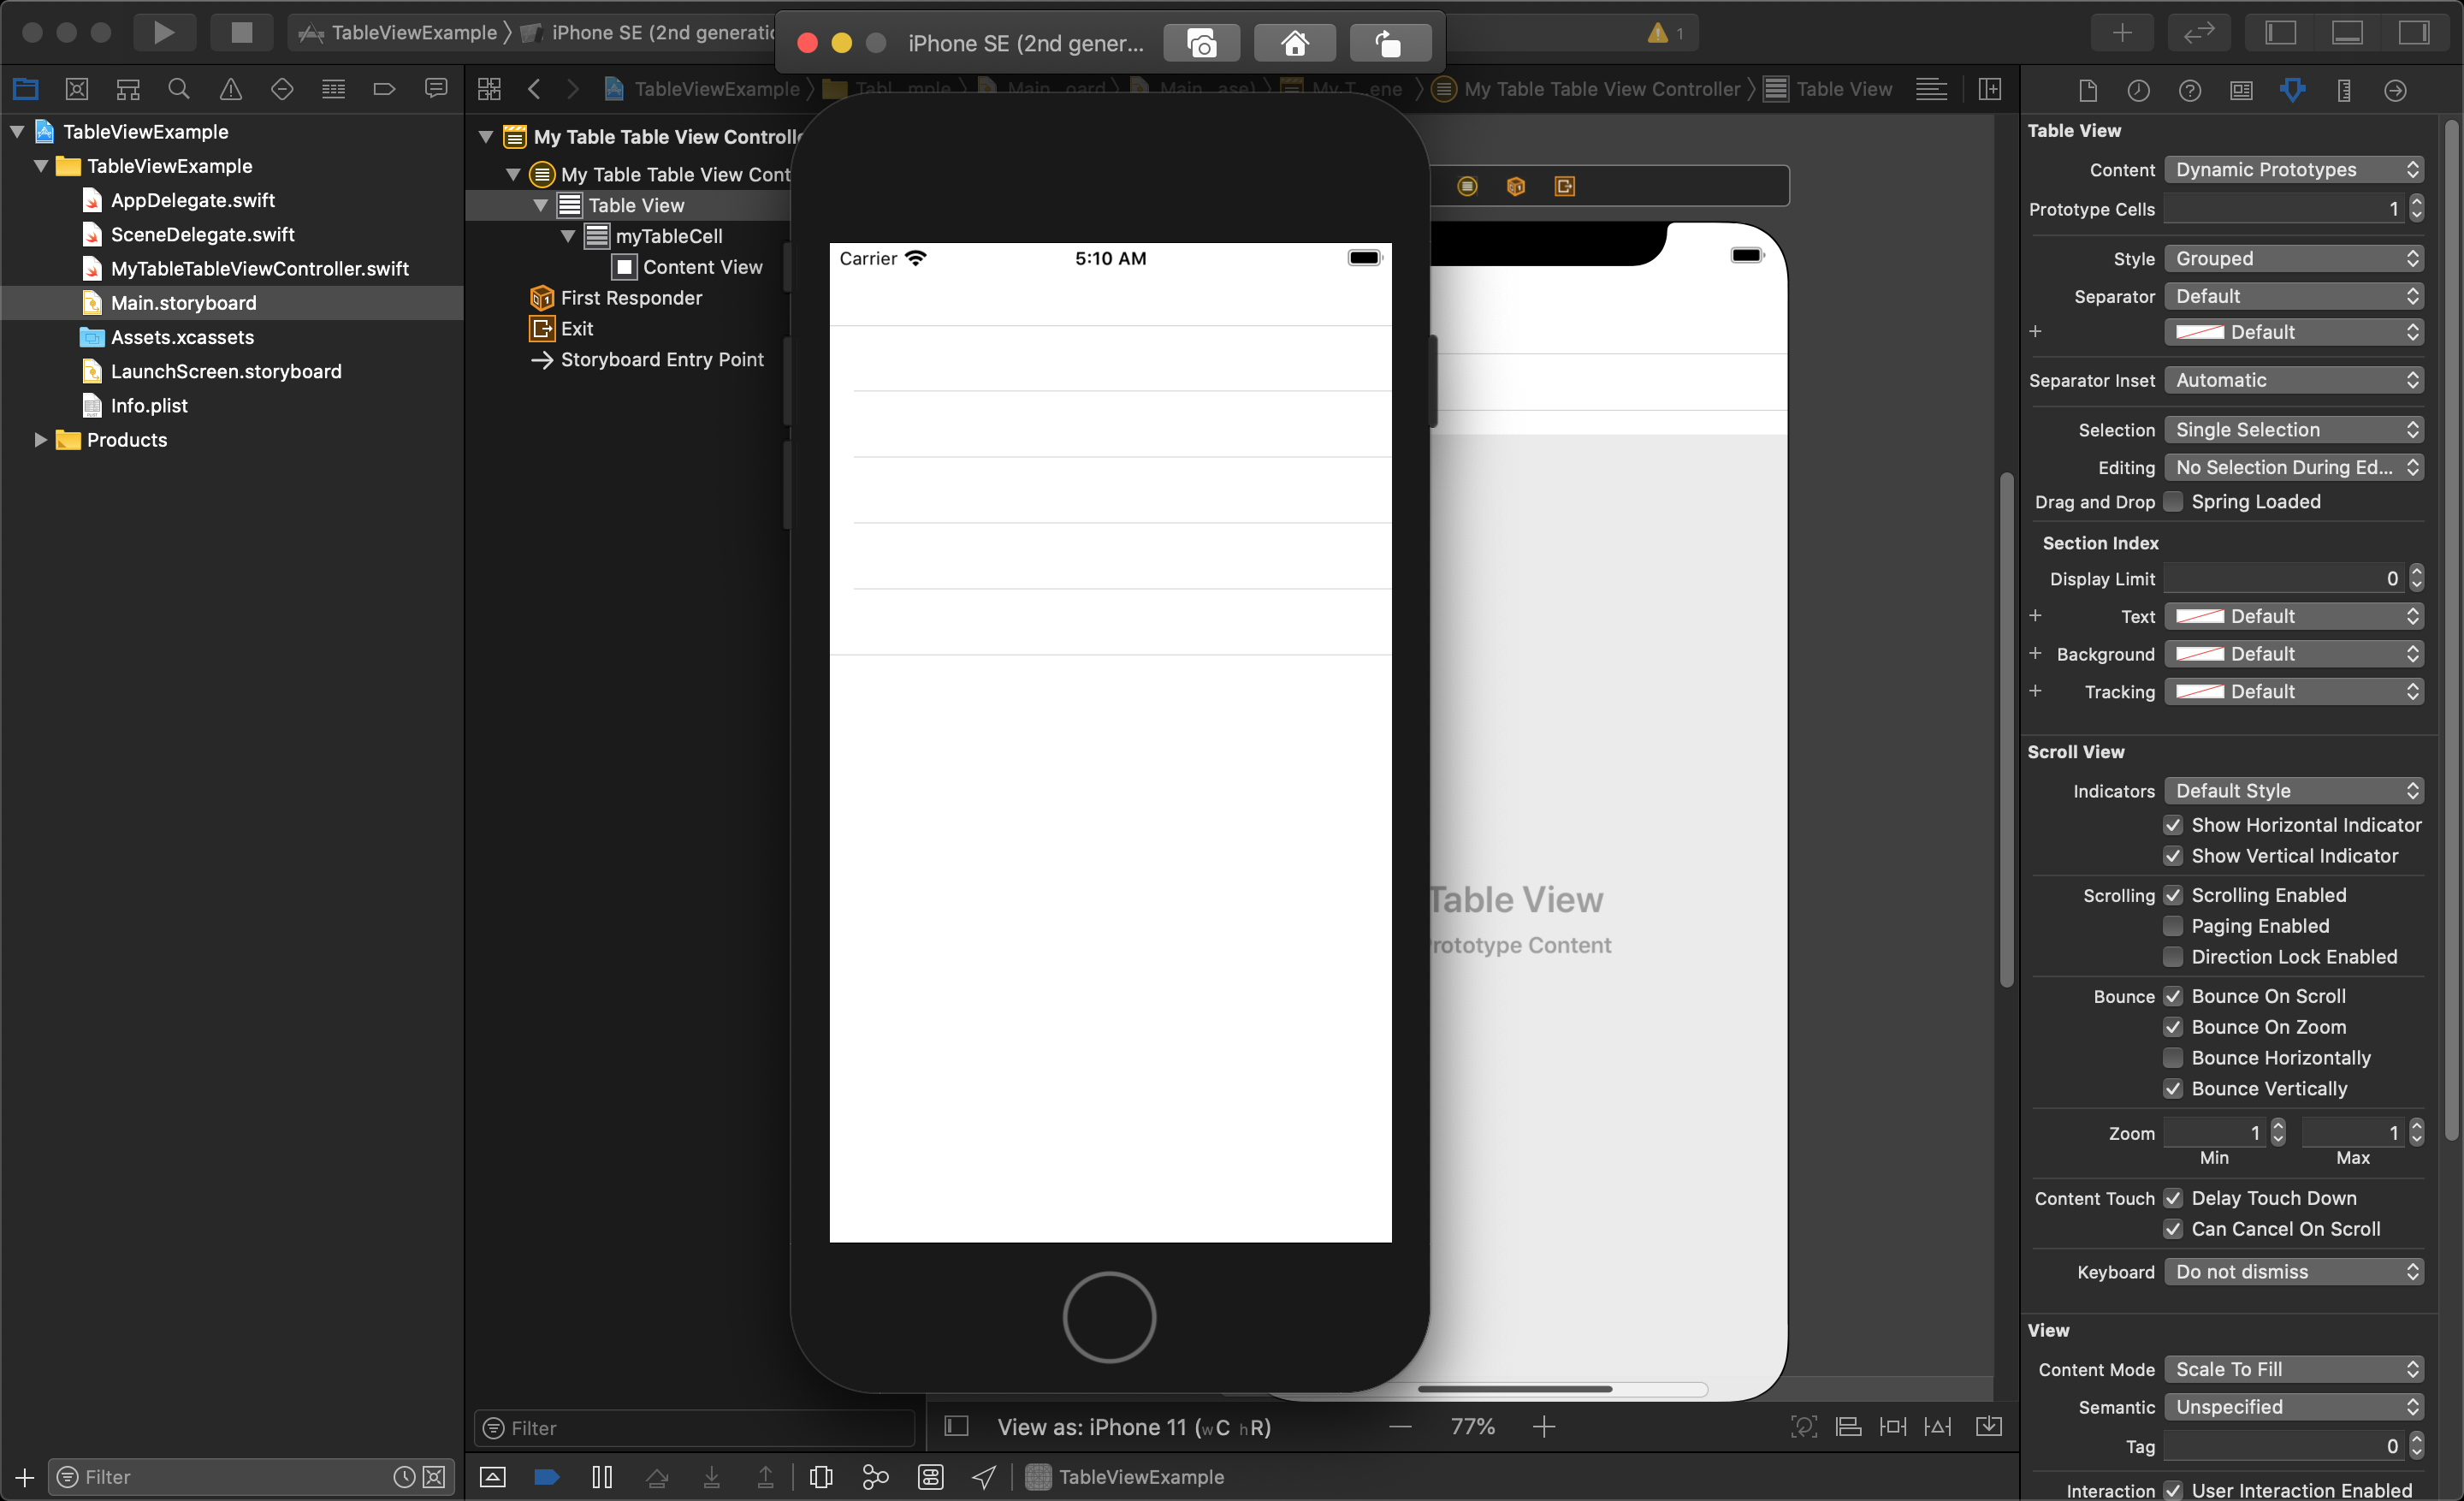 TableViewExample
iPhone SE (2nd generatio
iPhone SE (2nd gener...
1
TableViewExample
TableViewExample
AppDelegate.swift
SceneDelegate.swift
MyTableTableViewController.swift
Main.storyboard
Assets.xcassets
LaunchScreen.storyboard
Info.plist
Products
Filter
TableViewExample
Tabl...mple
Main...oard
Main...ase)
My T...ene
My Table Table View Controller
Table View
My Table Table View Controlle
My Table Table View Cont
Table View
myTableCell
Content View
First Responder
Exit
Storyboard Entry Point
Filter
Carrier
5:10 AM
Table View
rototype Content
View as: iPhone 11 (wC hR)
77%
TableViewExample
Table View
Content Dynamic Prototypes
Prototype Cells 1
Style Grouped
Separator Default
Default
Separator Inset Automatic
Selection Single Selection
Editing No Selection During Ed...
Drag and Drop Spring Loaded
Section Index
Display Limit 0
Text Default
Background Default
Tracking Default
Scroll View
Indicators Default Style
Show Horizontal Indicator
Show Vertical Indicator
Scrolling Scrolling Enabled
Paging Enabled
Direction Lock Enabled
Bounce Bounce On Scroll
Bounce On Zoom
Bounce Horizontally
Bounce Vertically
Zoom 1 1
Min Max
Content Touch Delay Touch Down
Can Cancel On Scroll
Keyboard Do not dismiss
View
Content Mode Scale To Fill
Semantic Unspecified
Tag 0
Interaction User Interaction Enabled